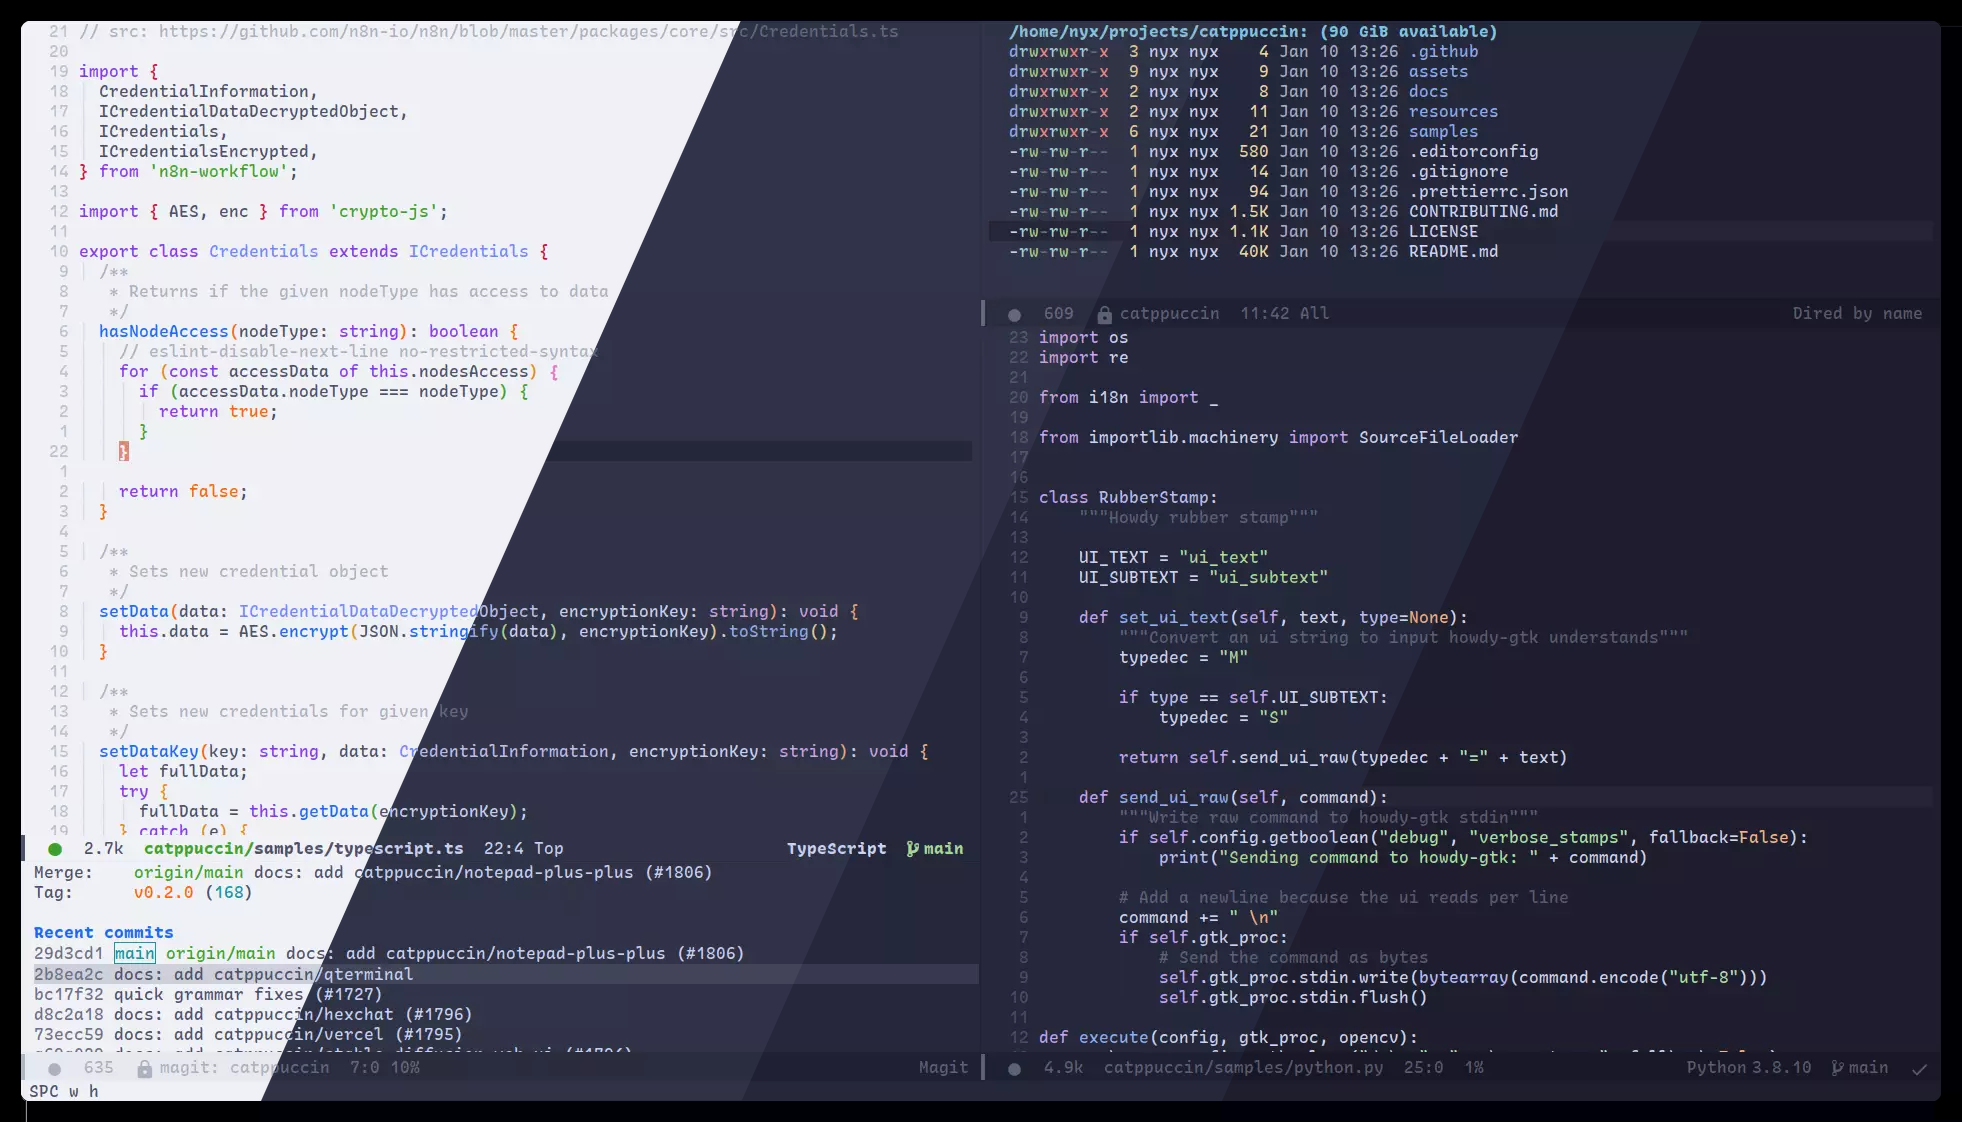 21 // src: https://github.com/n8n-io/n8n/blob/master/packages/core/src/Credentials.ts
20
19 import {
18   CredentialInformation,
17   ICredentialDataDecryptedObject,
16   ICredentials,
15   ICredentialsEncrypted,
14 } from 'n8n-workflow';
13
12 import { AES, enc } from 'crypto-js';
11
10 export class Credentials extends ICredentials {
9   /**
8    * Returns if the given nodeType has access to data
7    */
6   hasNodeAccess(nodeType: string): boolean {
5     // eslint-disable-next-line no-restricted-syntax
4     for (const accessData of this.nodesAccess) {
3       if (accessData.nodeType === nodeType) {
2         return true;
1       }
22     }
1
2     return false;
3   }
4
5   /**
6    * Sets new credential object
7    */
8   setData(data: ICredentialDataDecryptedObject, encryptionKey: string): void {
9     this.data = AES.encrypt(JSON.stringify(data), encryptionKey).toString();
10   }
11
12   /**
13    * Sets new credentials for given key
14    */
15   setDataKey(key: string, data: CredentialInformation, encryptionKey: string): void {
16     let fullData;
17     try {
18       fullData = this.getData(encryptionKey);
19     } catch (e) {
2.7k catppuccin/samples/typescript.ts 22:4 Top TypeScript main
Merge: origin/main docs: add catppuccin/notepad-plus-plus (#1806)
Tag: v0.2.0 (168)
Recent commits
29d3cd1 main origin/main docs: add catppuccin/notepad-plus-plus (#1806)
2b8ea2c docs: add catppuccin/qterminal
bc17f32 quick grammar fixes (#1727)
d8c2a18 docs: add catppuccin/hexchat (#1796)
73ecc59 docs: add catppuccin/vercel (#1795)
635 magit: catppuccin 7:0 10% Magit
SPC w h
/home/nyx/projects/catppuccin: (90 GiB available)
drwxrwxr-x 3 nyx nyx 4 Jan 10 13:26 .github
drwxrwxr-x 9 nyx nyx 9 Jan 10 13:26 assets
drwxrwxr-x 2 nyx nyx 8 Jan 10 13:26 docs
drwxrwxr-x 2 nyx nyx 11 Jan 10 13:26 resources
drwxrwxr-x 6 nyx nyx 21 Jan 10 13:26 samples
-rw-rw-r-- 1 nyx nyx 580 Jan 10 13:26 .editorconfig
-rw-rw-r-- 1 nyx nyx 14 Jan 10 13:26 .gitignore
-rw-rw-r-- 1 nyx nyx 94 Jan 10 13:26 .prettierrc.json
-rw-rw-r-- 1 nyx nyx 1.5K Jan 10 13:26 CONTRIBUTING.md
-rw-rw-r-- 1 nyx nyx 1.1K Jan 10 13:26 LICENSE
-rw-rw-r-- 1 nyx nyx 40K Jan 10 13:26 README.md
609 catppuccin 11:42 All Dired by name
23 import os
22 import re
21
20 from i18n import _
19
18 from importlib.machinery import SourceFileLoader
17
16
15 class RubberStamp:
14     """Howdy rubber stamp"""
13
12     UI_TEXT = "ui_text"
11     UI_SUBTEXT = "ui_subtext"
10
9     def set_ui_text(self, text, type=None):
8         """Convert an ui string to input howdy-gtk understands"""
7         typedec = "M"
6
5         if type == self.UI_SUBTEXT:
4             typedec = "S"
3
2         return self.send_ui_raw(typedec + "=" + text)
1
25     def send_ui_raw(self, command):
1         """Write raw command to howdy-gtk stdin"""
2         if self.config.getboolean("debug", "verbose_stamps", fallback=False):
3             print("Sending command to howdy-gtk: " + command)
4
5         # Add a newline because the ui reads per line
6         command += " \n"
7         if self.gtk_proc:
8             # Send the command as bytes
9             self.gtk_proc.stdin.write(bytearray(command.encode("utf-8")))
10             self.gtk_proc.stdin.flush()
11
12 def execute(config, gtk_proc, opencv):
4.9k catppuccin/samples/python.py 25:0 1% Python 3.8.10 main